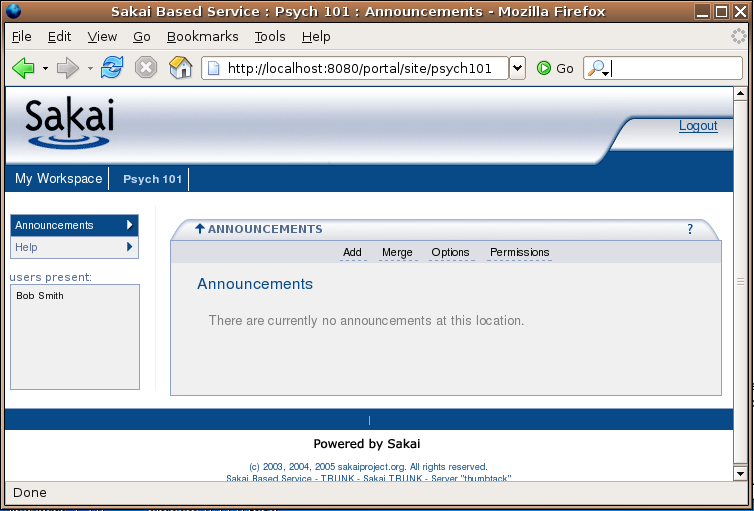 Sakai Based Service : Psych 101 : Announcements - Mozilla Firefox
File Edit View Go Bookmarks Tools Help
http://localhost:8080/portal/site/psych101 Go
Sakai
Logout
My Workspace Psych 101
Announcements
Help
users present:
Bob Smith
ANNOUNCEMENTS ?
Add Merge Options Permissions
Announcements
There are currently no announcements at this location.
|
Powered by Sakai
(c) 2003, 2004, 2005 sakaiproject.org. All rights reserved.
Sakai Based Service - TRUNK - Sakai TRUNK - Server "thumbtack"
Done